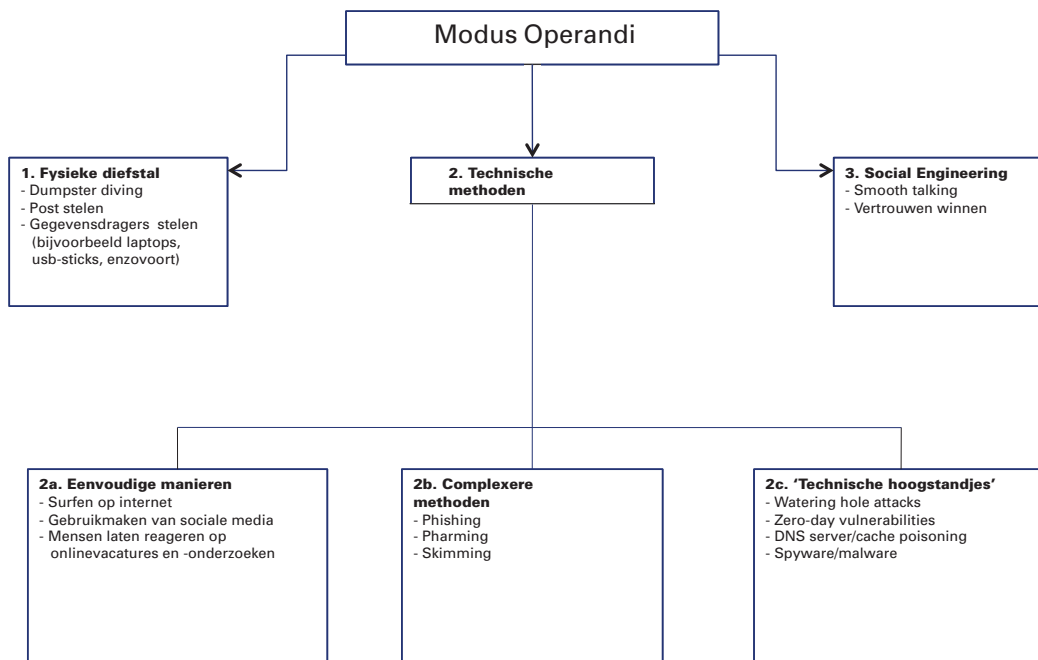 Modus Operandi
1. Fysieke diefstal
- Dumpster diving
- Post stelen
- Gegevensdragers stelen
(bijvoorbeeld laptops,
usb-sticks, enzovoort)
2. Technische
methoden
3. Social Engineering
- Smooth talking
- Vertrouwen winnen
2a. Eenvoudige manieren
- Surfen op internet
- Gebruikmaken van sociale media
- Mensen laten reageren op
onlinevacatures en -onderzoeken
2b. Complexere
methoden
- Phishing
- Pharming
- Skimming
2c. ‘Technische hoogstandjes’
- Watering hole attacks
- Zero-day vulnerabilities
- DNS server/cache poisoning
- Spyware/malware